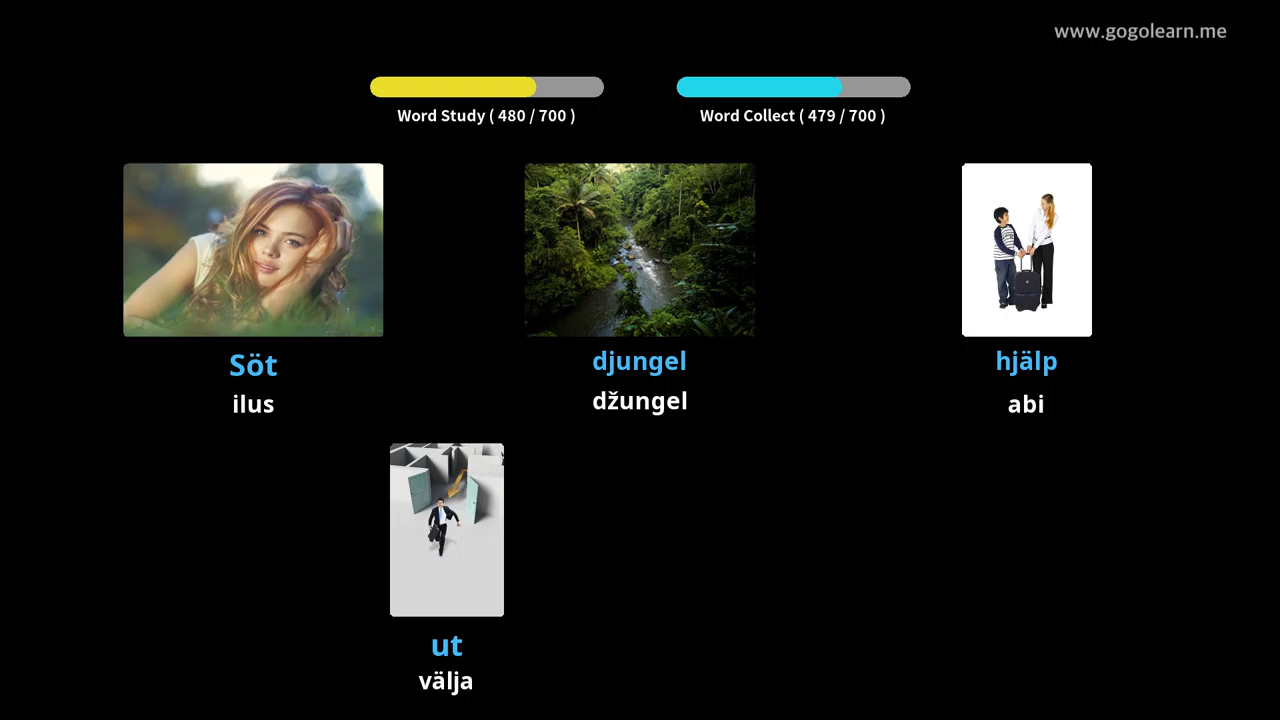 www.gogolearn.me
Word Study ( 480 / 700 )
Word Collect ( 479 / 700 )
Söt
ilus
djungel
džungel
hjälp
abi
ut
välja